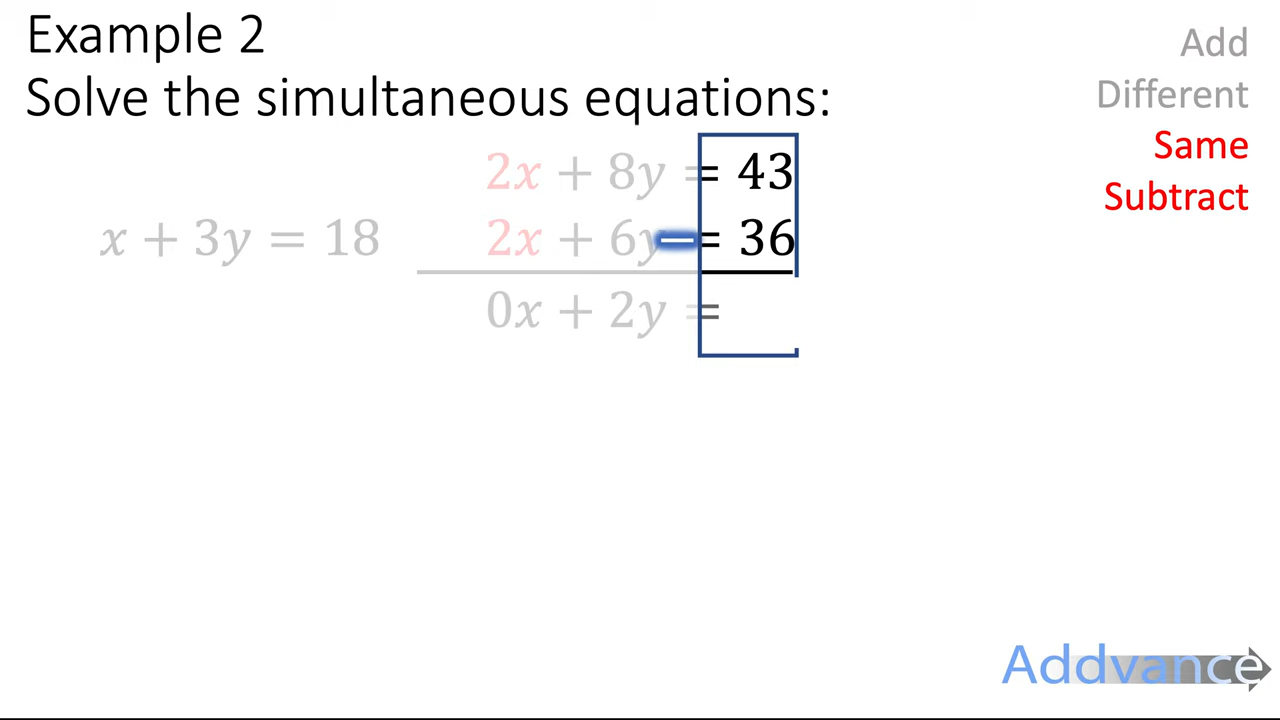 Example 2
Add
Solve the simultaneous equations:
Different
Same
Subtract
2x + 8y = 43
x + 3y = 18
2x + 6y = 36
−
0x + 2y =
Addvance